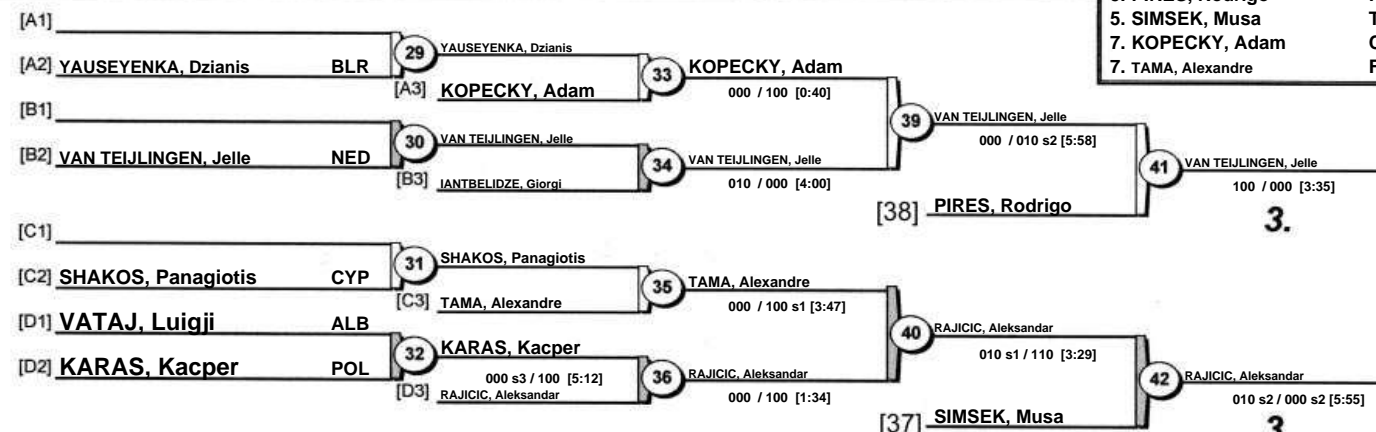 5. SIMSEK, Musa
7. KOPECKY, Adam
7. TAMA, Alexandre
[A1]
[A2] YAUSEYENKA, Dzianis BLR
29
YAUSEYENKA, Dzianis
[A3] KOPECKY, Adam
33
KOPECKY, Adam
000 / 100 [0:40]
[B1]
[B2] VAN TEIJLINGEN, Jelle NED
30
VAN TEIJLINGEN, Jelle
[B3] IANTBELIDZE, Giorgi
34
VAN TEIJLINGEN, Jelle
010 / 000 [4:00]
39
VAN TEIJLINGEN, Jelle
000 / 010 s2 [5:58]
[38] PIRES, Rodrigo
41
VAN TEIJLINGEN, Jelle
100 / 000 [3:35]
3.
[C1]
[C2] SHAKOS, Panagiotis CYP
31
SHAKOS, Panagiotis
[C3] TAMA, Alexandre
35
TAMA, Alexandre
000 / 100 s1 [3:47]
[D1] VATAJ, Luigji ALB
[D2] KARAS, Kacper POL
32
KARAS, Kacper
000 s3 / 100 [5:12]
[D3] RAJICIC, Aleksandar
36
RAJICIC, Aleksandar
000 / 100 [1:34]
40
RAJICIC, Aleksandar
010 s1 / 110 [3:29]
[37] SIMSEK, Musa
42
RAJICIC, Aleksandar
010 s2 / 000 s2 [5:55]
3